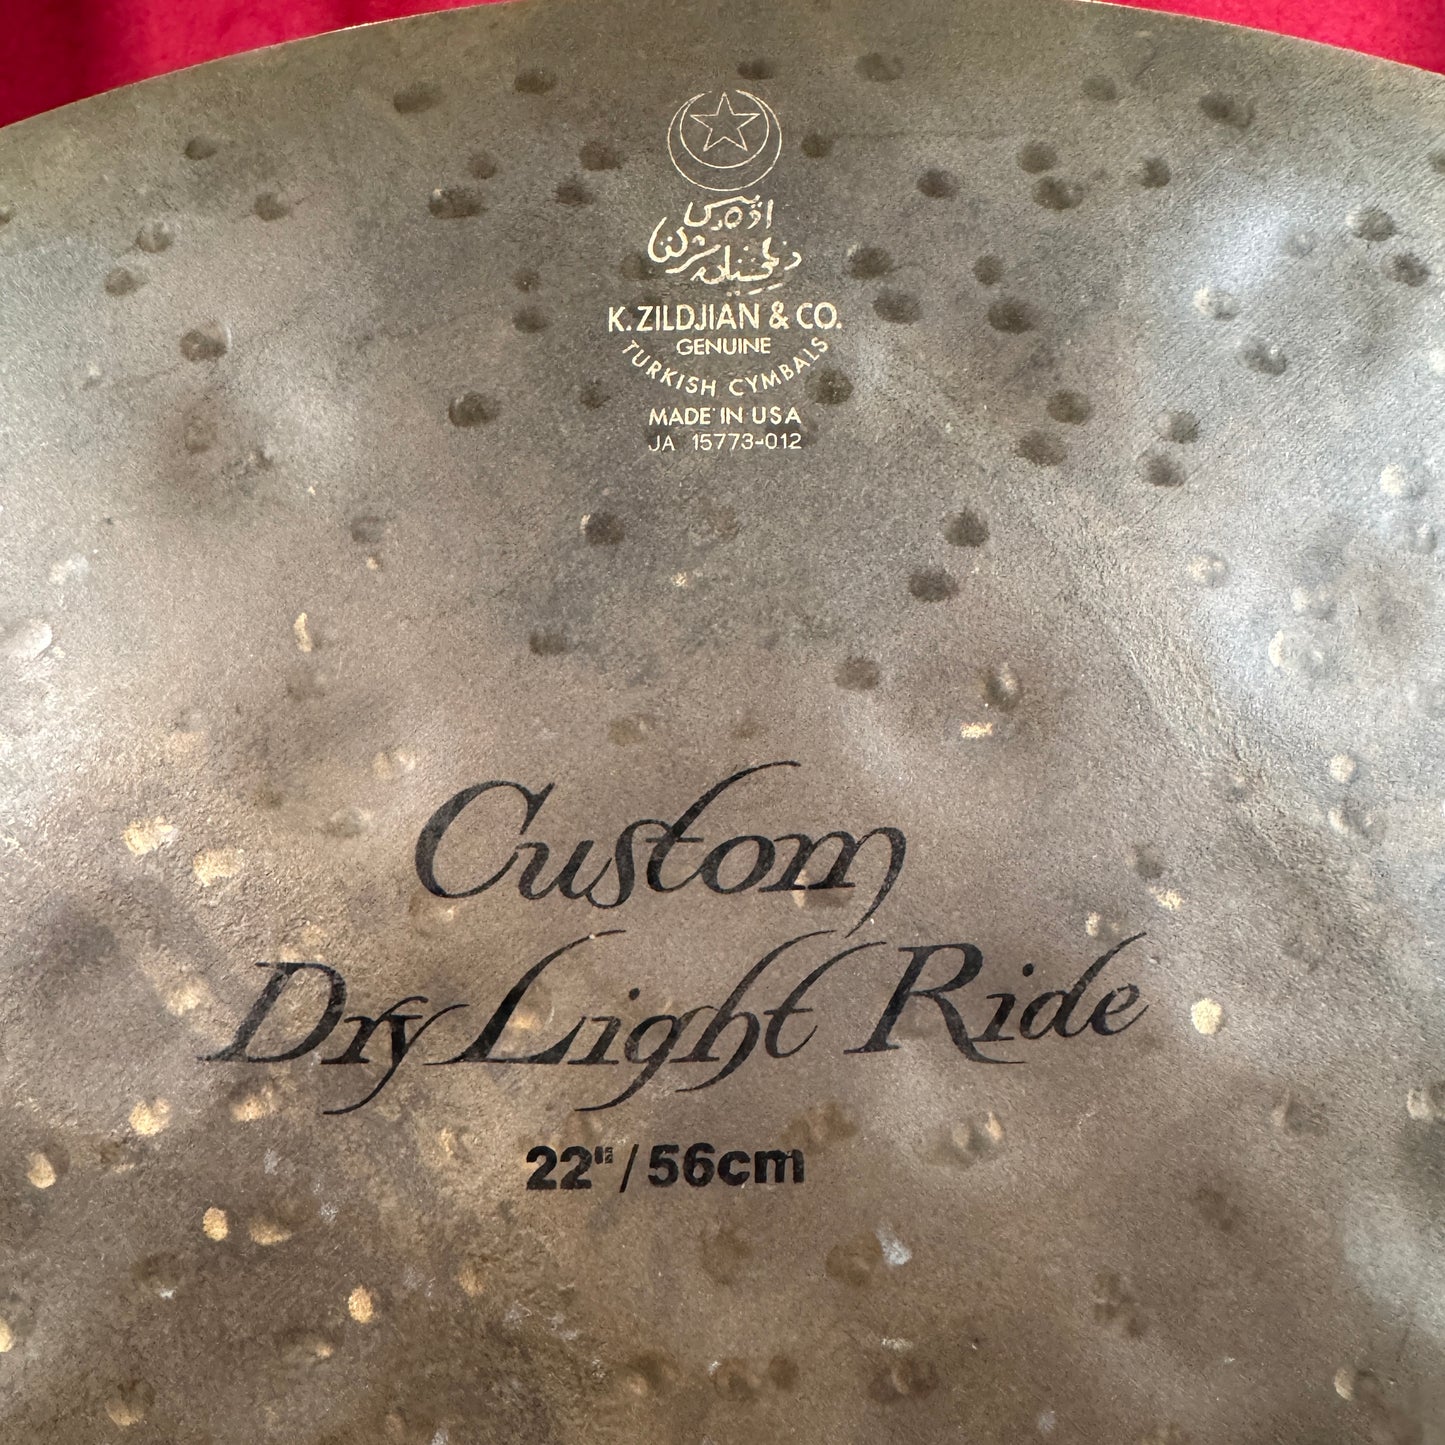 K. ZILDJIAN & CO.
GENUINE
TURKISH CYMBALS
MADE IN USA
JA 15773-012
Custom
Dry Light Ride
22" / 56cm